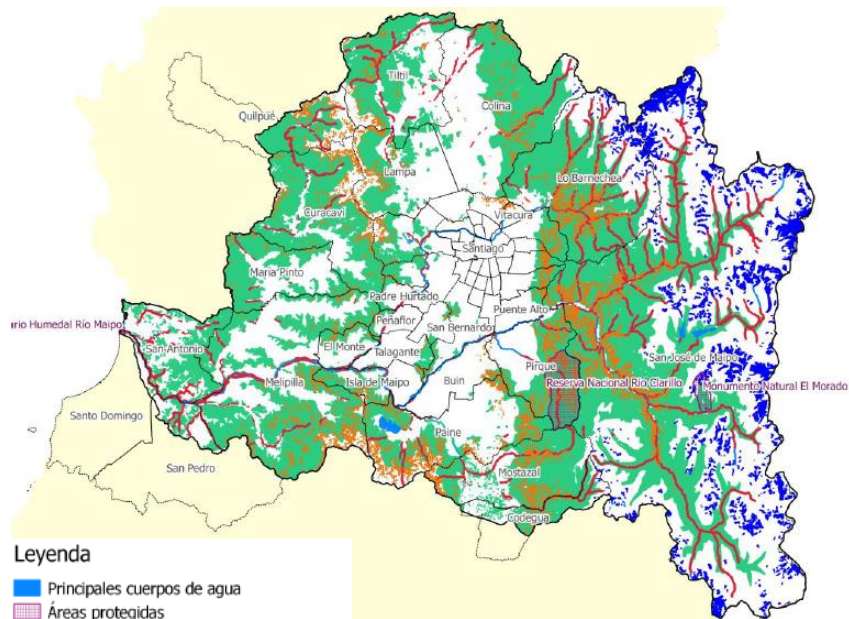 Tiltil
Colina
Quilpué
Lampa
Lo Barnechea
Curacaví
Vitacura
Santiago
María Pinto
Padre Hurtado
ario Humedal Río Maipo
Peñaflor
Puente Alto
San Bernardo
San Antonio
El Monte
Talagante
San José de Maipo
Pirque
Melipilla
Isla de Maipo
Buin
Reserva Nacional Río Clarillo
Monumento Natural El Morado
Santo Domingo
Paine
San Pedro
Mostazal
Codegua
Leyenda
Principales cuerpos de agua
Áreas protegidas